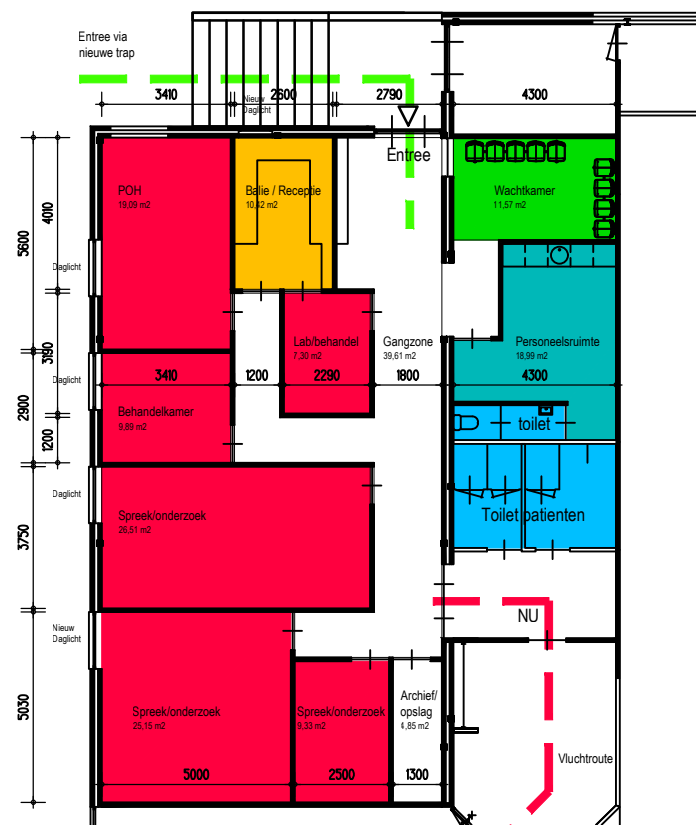 Entree via
nieuwe trap
Nieuw
Daglicht
3410
2600
2790
4300
Entree
POH
19,09 m2
Balie / Receptie
10,42 m2
Wachtkamer
11,57 m2
5600
4010
Daglicht
Lab/behandel
7,30 m2
Gangzone
39,61 m2
Personeelsruimte
18,99 m2
3190
Daglicht
3410
1200
2290
1800
4300
2900
Behandelkamer
9,89 m2
1200
toilet
Daglicht
Spreek/onderzoek
26,51 m2
Toilet patienten
3750
NU
Nieuw
Daglicht
5030
Spreek/onderzoek
25,15 m2
Spreek/onderzoek
9,33 m2
Archief/
opslag
4,85 m2
Vluchtroute
5000
2500
1300